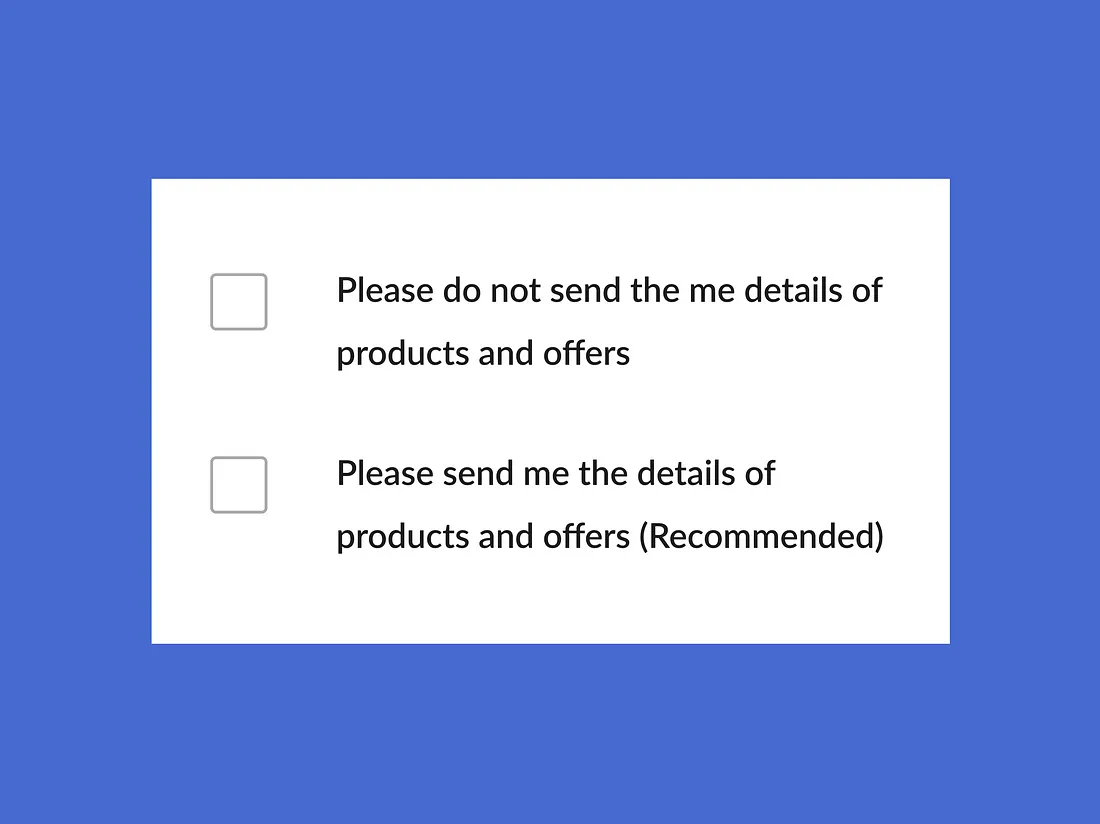 Please do not send the me details of
products and offers
Please send me the details of
products and offers (Recommended)